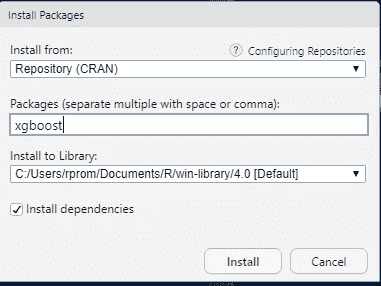 Install Packages
Install from:
? Configuring Repositories
Repository (CRAN)
Packages (separate multiple with space or comma):
xgboost
Install to Library:
C:/Users/rprom/Documents/R/win-library/4.0 [Default]
Install dependencies
Install
Cancel